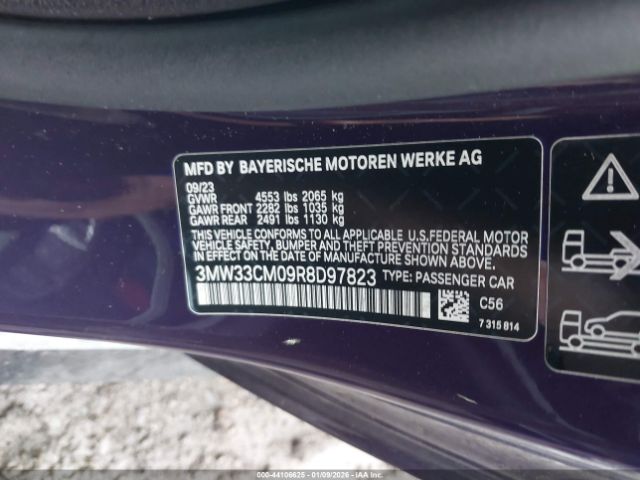 MFD BY BAYERISCHE MOTOREN WERKE AG
09/23
GVWR 4553 lbs 2065 kg
GAWR FRONT 2282 lbs 1035 kg
GAWR REAR 2491 lbs 1130 kg
THIS VEHICLE CONFORMS TO ALL APPLICABLE U.S.FEDERAL MOTOR
VEHICLE SAFETY, BUMPER AND THEFT PREVENTION STANDARDS
IN EFFECT ON THE DATE OF MANUFACTURE SHOWN ABOVE.
3MW33CM09R8D97823 TYPE: PASSENGER CAR
C56
7 315 814
000-44106625 - 01/09/2026 - IAAI.COM